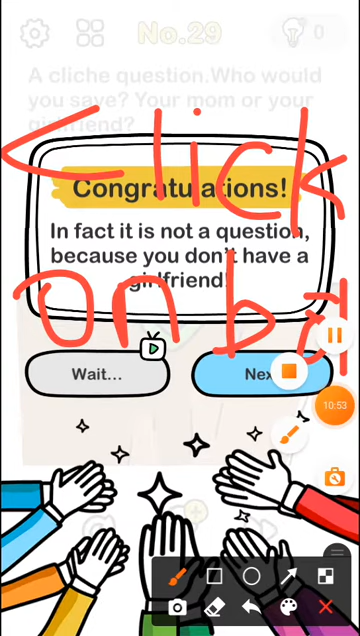 No.29
0
A cliche question.Who would
you save? Your mom or your
girlfriend?
Click
Congratulations!
In fact it is not a question,
because you don't have a
girlfriend!
on
Wait...
10:53